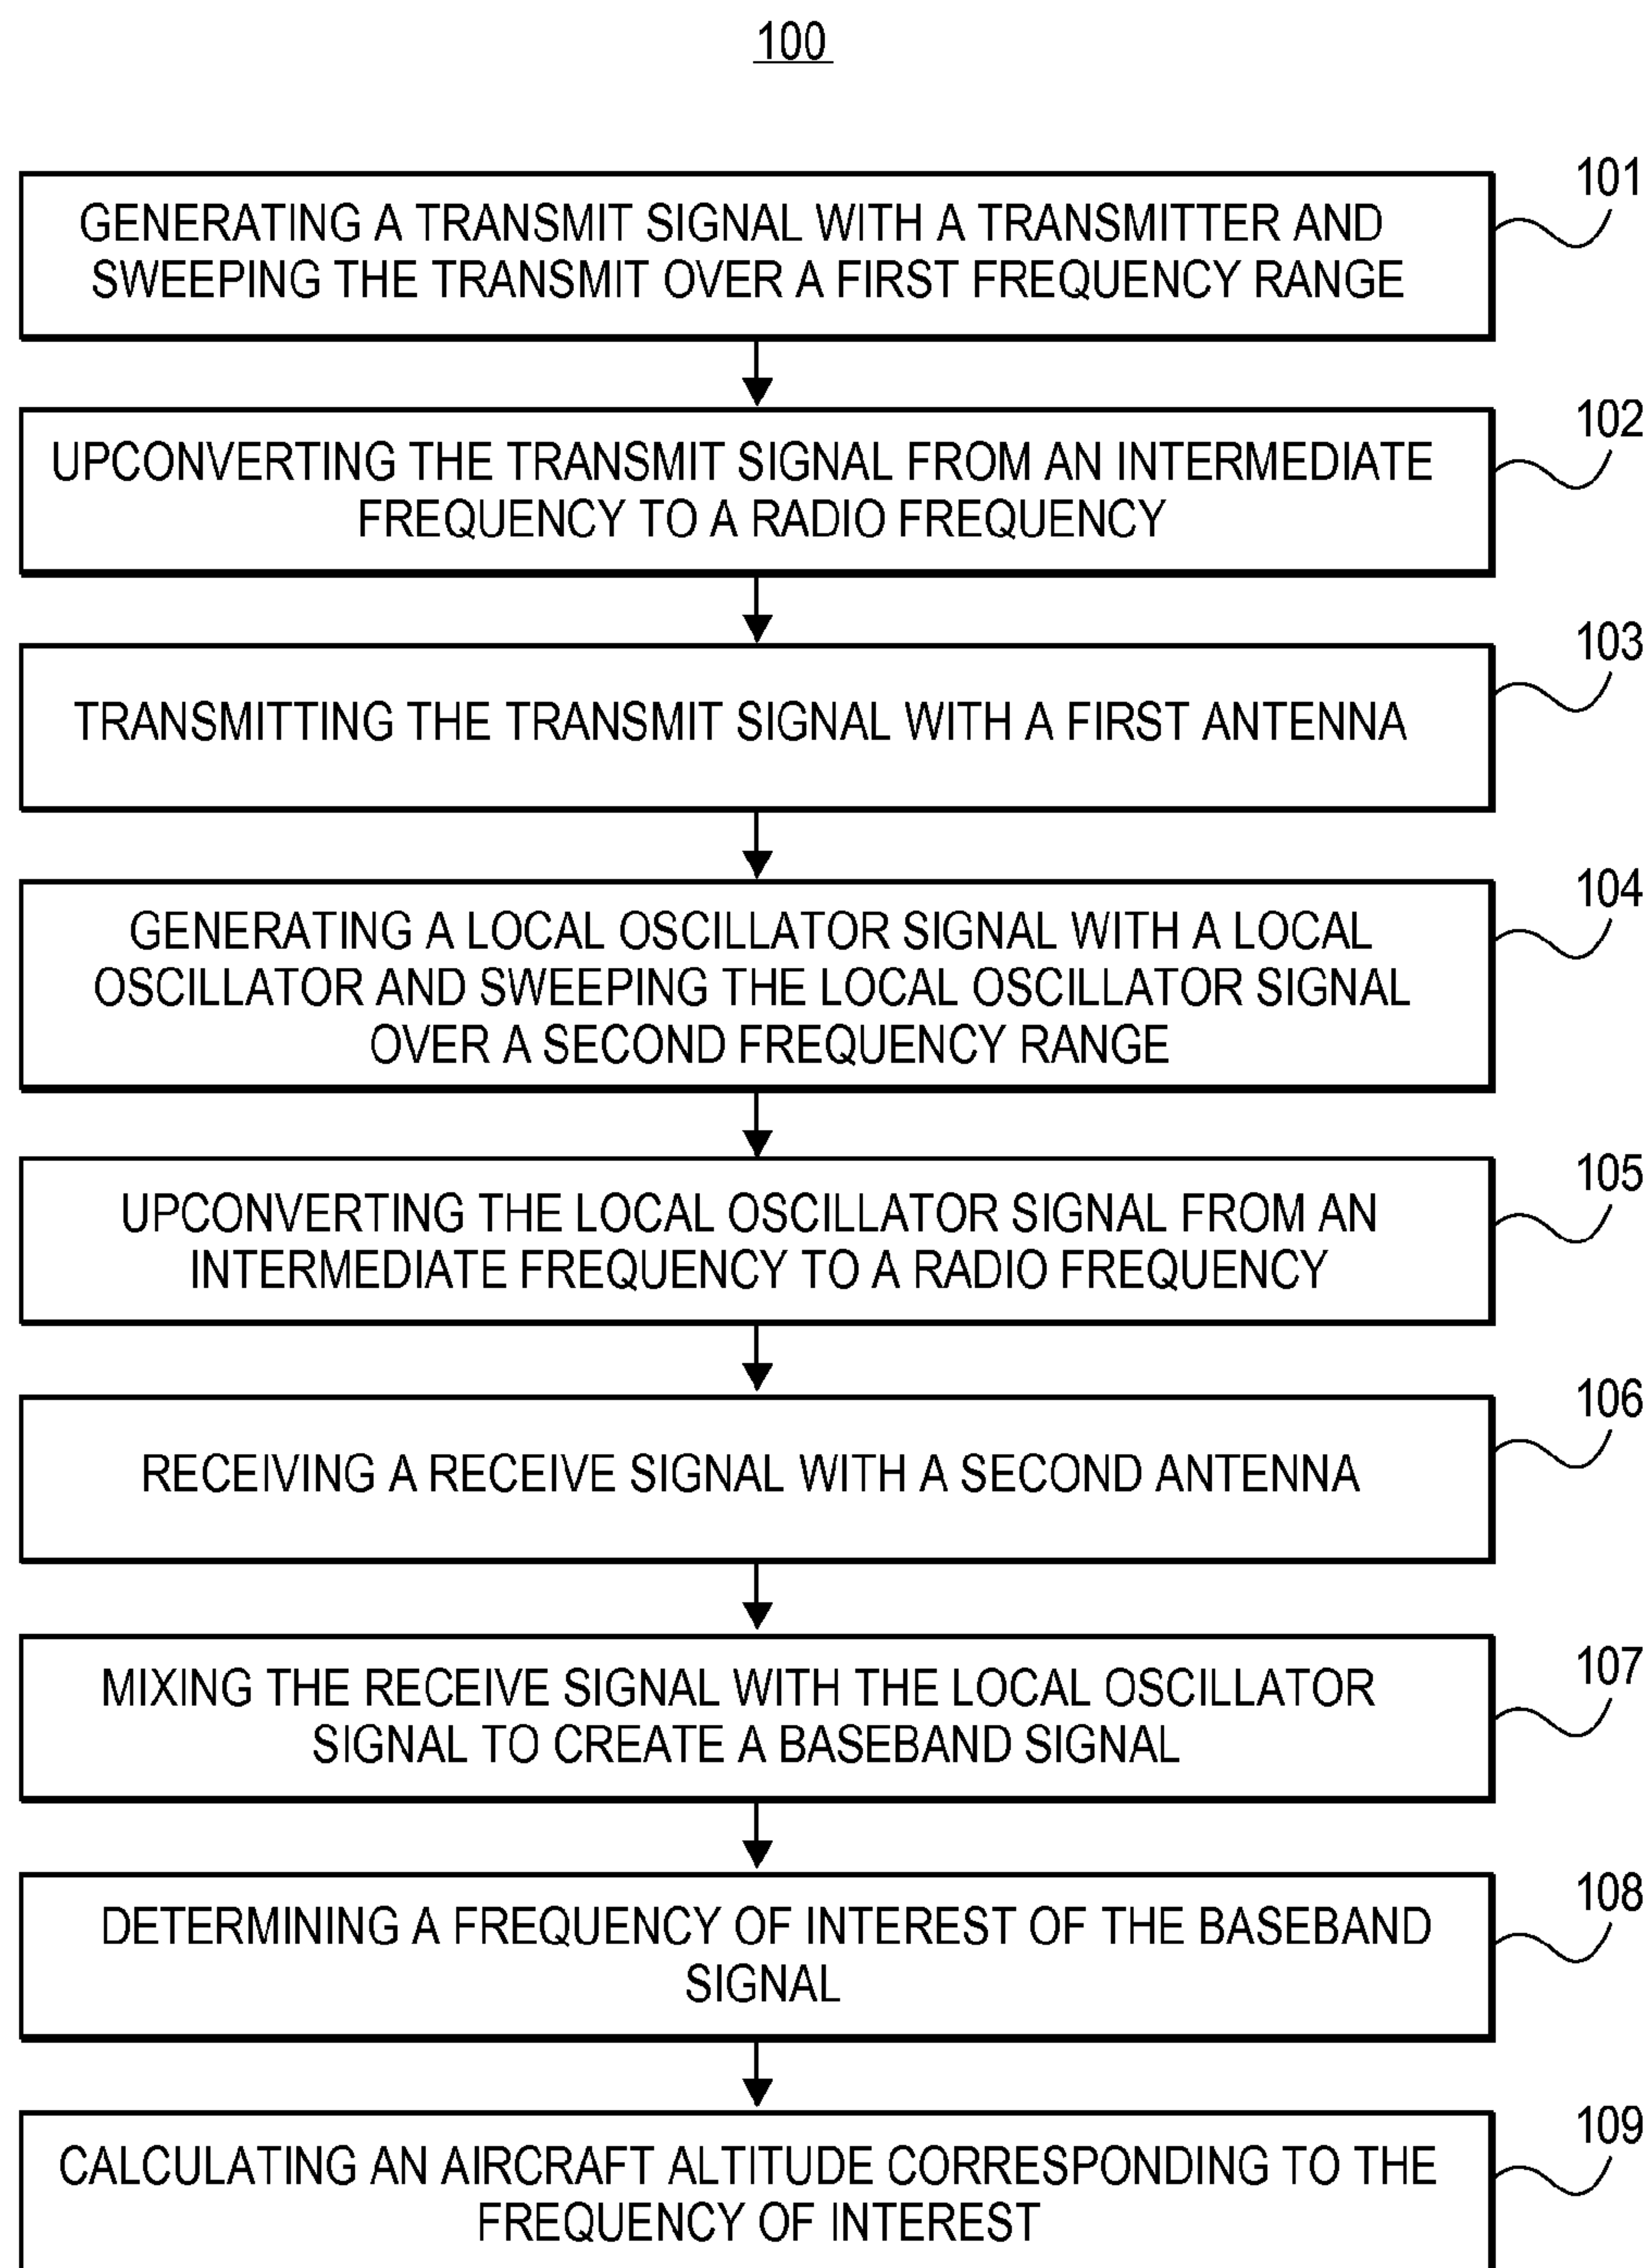 100
101
GENERATING A TRANSMIT SIGNAL WITH A TRANSMITTER AND
SWEEPING THE TRANSMIT OVER A FIRST FREQUENCY RANGE
102
UPCONVERTING THE TRANSMIT SIGNAL FROM AN INTERMEDIATE
FREQUENCY TO A RADIO FREQUENCY
103
TRANSMITTING THE TRANSMIT SIGNAL WITH A FIRST ANTENNA
104
GENERATING A LOCAL OSCILLATOR SIGNAL WITH A LOCAL
OSCILLATOR AND SWEEPING THE LOCAL OSCILLATOR SIGNAL
OVER A SECOND FREQUENCY RANGE
105
UPCONVERTING THE LOCAL OSCILLATOR SIGNAL FROM AN
INTERMEDIATE FREQUENCY TO A RADIO FREQUENCY
106
RECEIVING A RECEIVE SIGNAL WITH A SECOND ANTENNA
107
MIXING THE RECEIVE SIGNAL WITH THE LOCAL OSCILLATOR
SIGNAL TO CREATE A BASEBAND SIGNAL
108
DETERMINING A FREQUENCY OF INTEREST OF THE BASEBAND
SIGNAL
109
CALCULATING AN AIRCRAFT ALTITUDE CORRESPONDING TO THE
FREQUENCY OF INTEREST